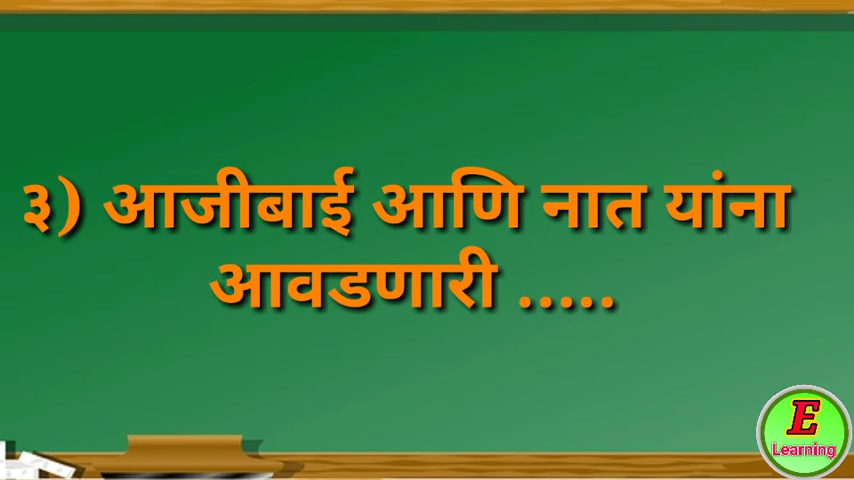 ३) आजीबाई आणि नात यांना
आवडणारी .....
E
Learning